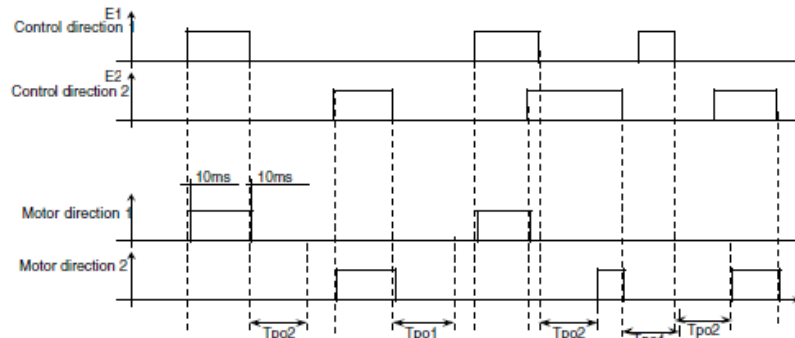 E1
Control direction 1
E2
Control direction 2
10ms 10ms
Motor direction 1
Motor direction 2
Tpo2 Tpo1 Tpo2 Tpo1 Tpo2